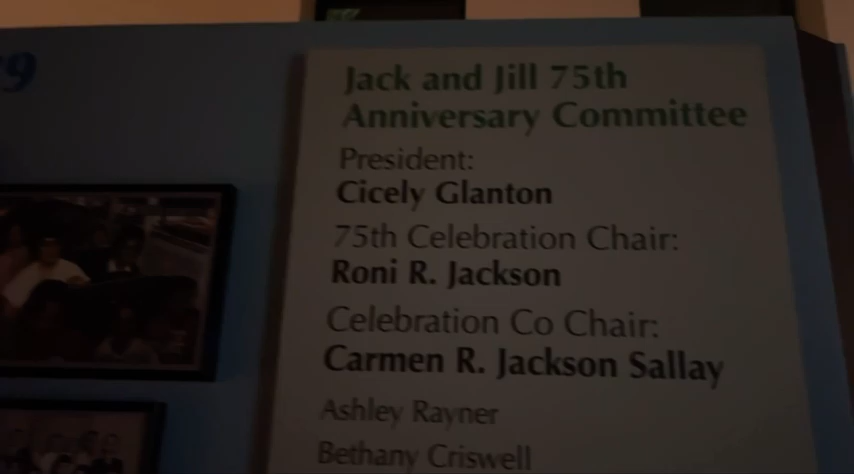 9
Jack and Jill 75th
Anniversary Committee
President:
Cicely Glanton
75th Celebration Chair:
Roni R. Jackson
Celebration Co Chair:
Carmen R. Jackson Sallay
Ashley Rayner
Bethany Criswell